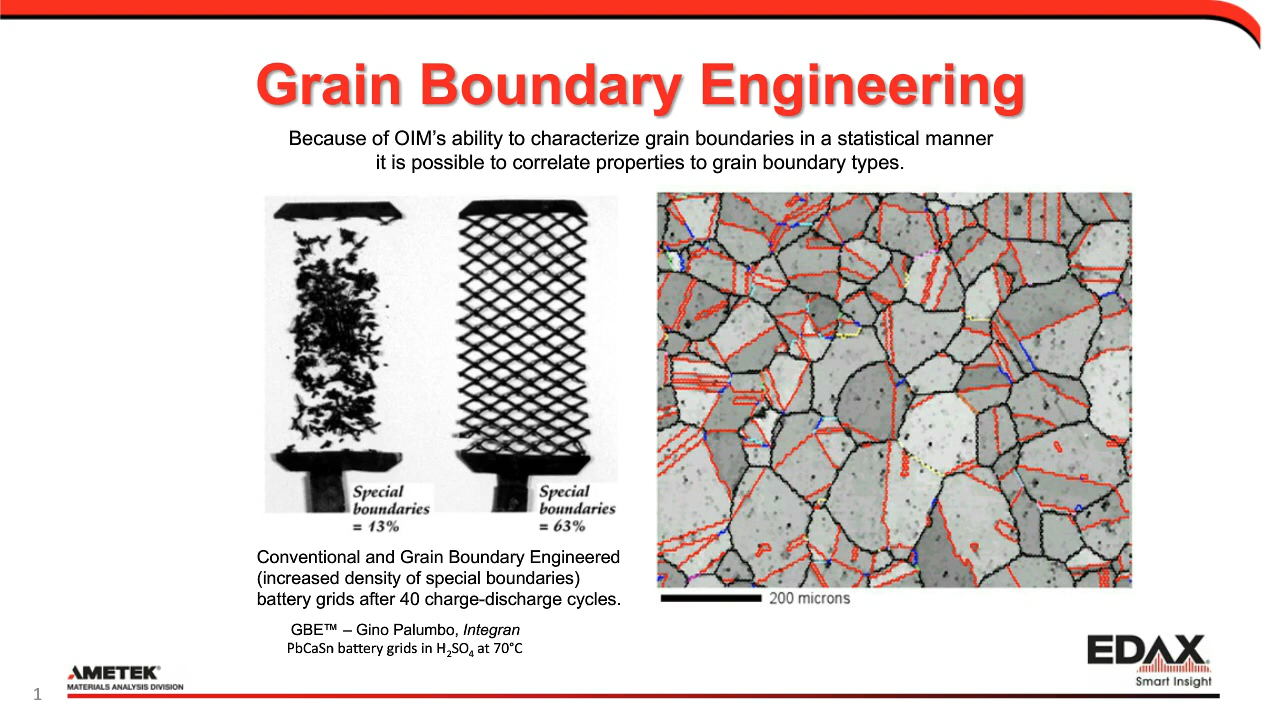 Grain Boundary Engineering
Because of OIM's ability to characterize grain boundaries in a statistical manner
it is possible to correlate properties to grain boundary types.
Special
boundaries
= 13%
Special
boundaries
= 63%
Conventional and Grain Boundary Engineered
(increased density of special boundaries)
battery grids after 40 charge-discharge cycles.
GBE™ – Gino Palumbo, Integran
PbCaSn battery grids in H₂SO₄ at 70°C
200 microns
1
AMETEK®
MATERIALS ANALYSIS DIVISION
EDAX®
Smart Insight